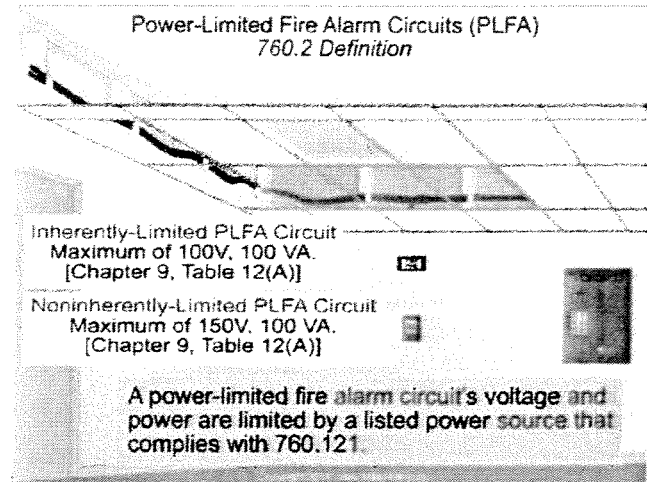 Power-Limited Fire Alarm Circuits (PLFA)
760.2 Definition
Inherently-Limited PLFA Circuit
Maximum of 100V, 100 VA.
[Chapter 9, Table 12(A)]
Noninherently-Limited PLFA Circuit
Maximum of 150V, 100 VA.
[Chapter 9, Table 12(A)]
A power-limited fire alarm circuit's voltage and
power are limited by a listed power source that
complies with 760.121.